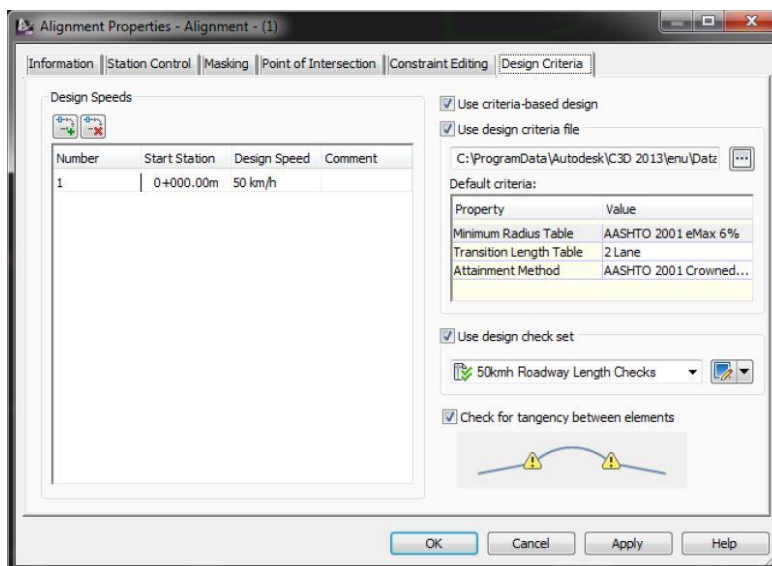 Alignment Properties - Alignment - (1)
Information Station Control Masking Point of Intersection Constraint Editing Design Criteria
Design Speeds
Number Start Station Design Speed Comment
1 0+000.00m 50 km/h
Use criteria-based design
Use design criteria file
C:\ProgramData\Autodesk\C3D 2013\enu\Data
...
Default criteria:
Property Value
Minimum Radius Table AASHTO 2001 eMax 6%
Transition Length Table 2 Lane
Attainment Method AASHTO 2001 Crowned...
Use design check set
50kmh Roadway Length Checks
Check for tangency between elements
OK Cancel Apply Help